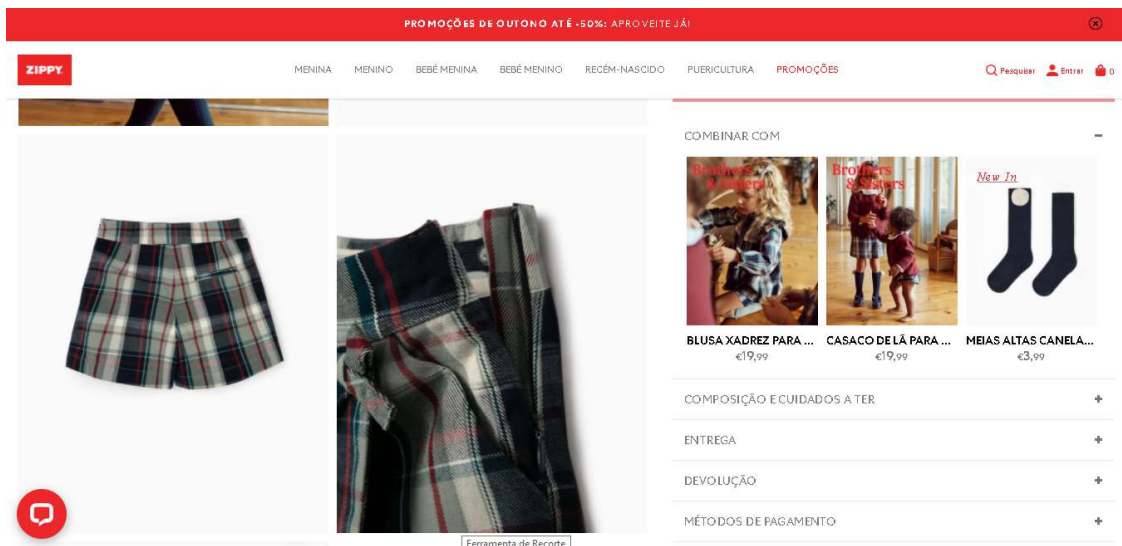 PROMOÇÕES DE OUTONO ATÉ -50%: APROVEITE JÁ!
ZIPPY.
MENINA MENINO BEBÉ MENINA BEBÉ MENINO RECÉM-NASCIDO PUERICULTURA PROMOÇÕES
Pesquisar Entrar 0
COMBINAR COM
Brothers & Sisters
Brothers & Sisters
New In
BLUSA XADREZ PARA ... CASACO DE LÃ PARA ... MEIAS ALTAS CANELA...
€19,99 €19,99 €3,99
COMPOSIÇÃO E CUIDADOS A TER
ENTREGA
DEVOLUÇÃO
MÉTODOS DE PAGAMENTO
Ferramenta de Recorte